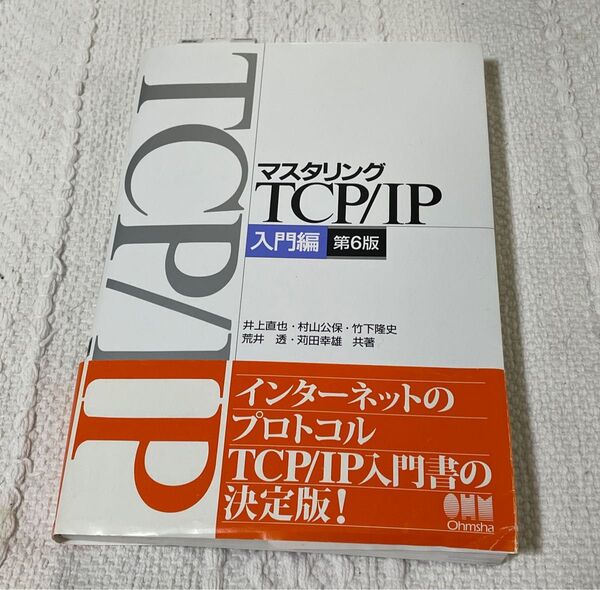 TCP/IP
マスタリング
TCP/IP
入門編 第6版
井上直也・村山公保・竹下隆史
荒井 透・苅田幸雄 共著
インターネットの
プロトコル
TCP/IP入門書の
決定版!
OHM
Ohmsha